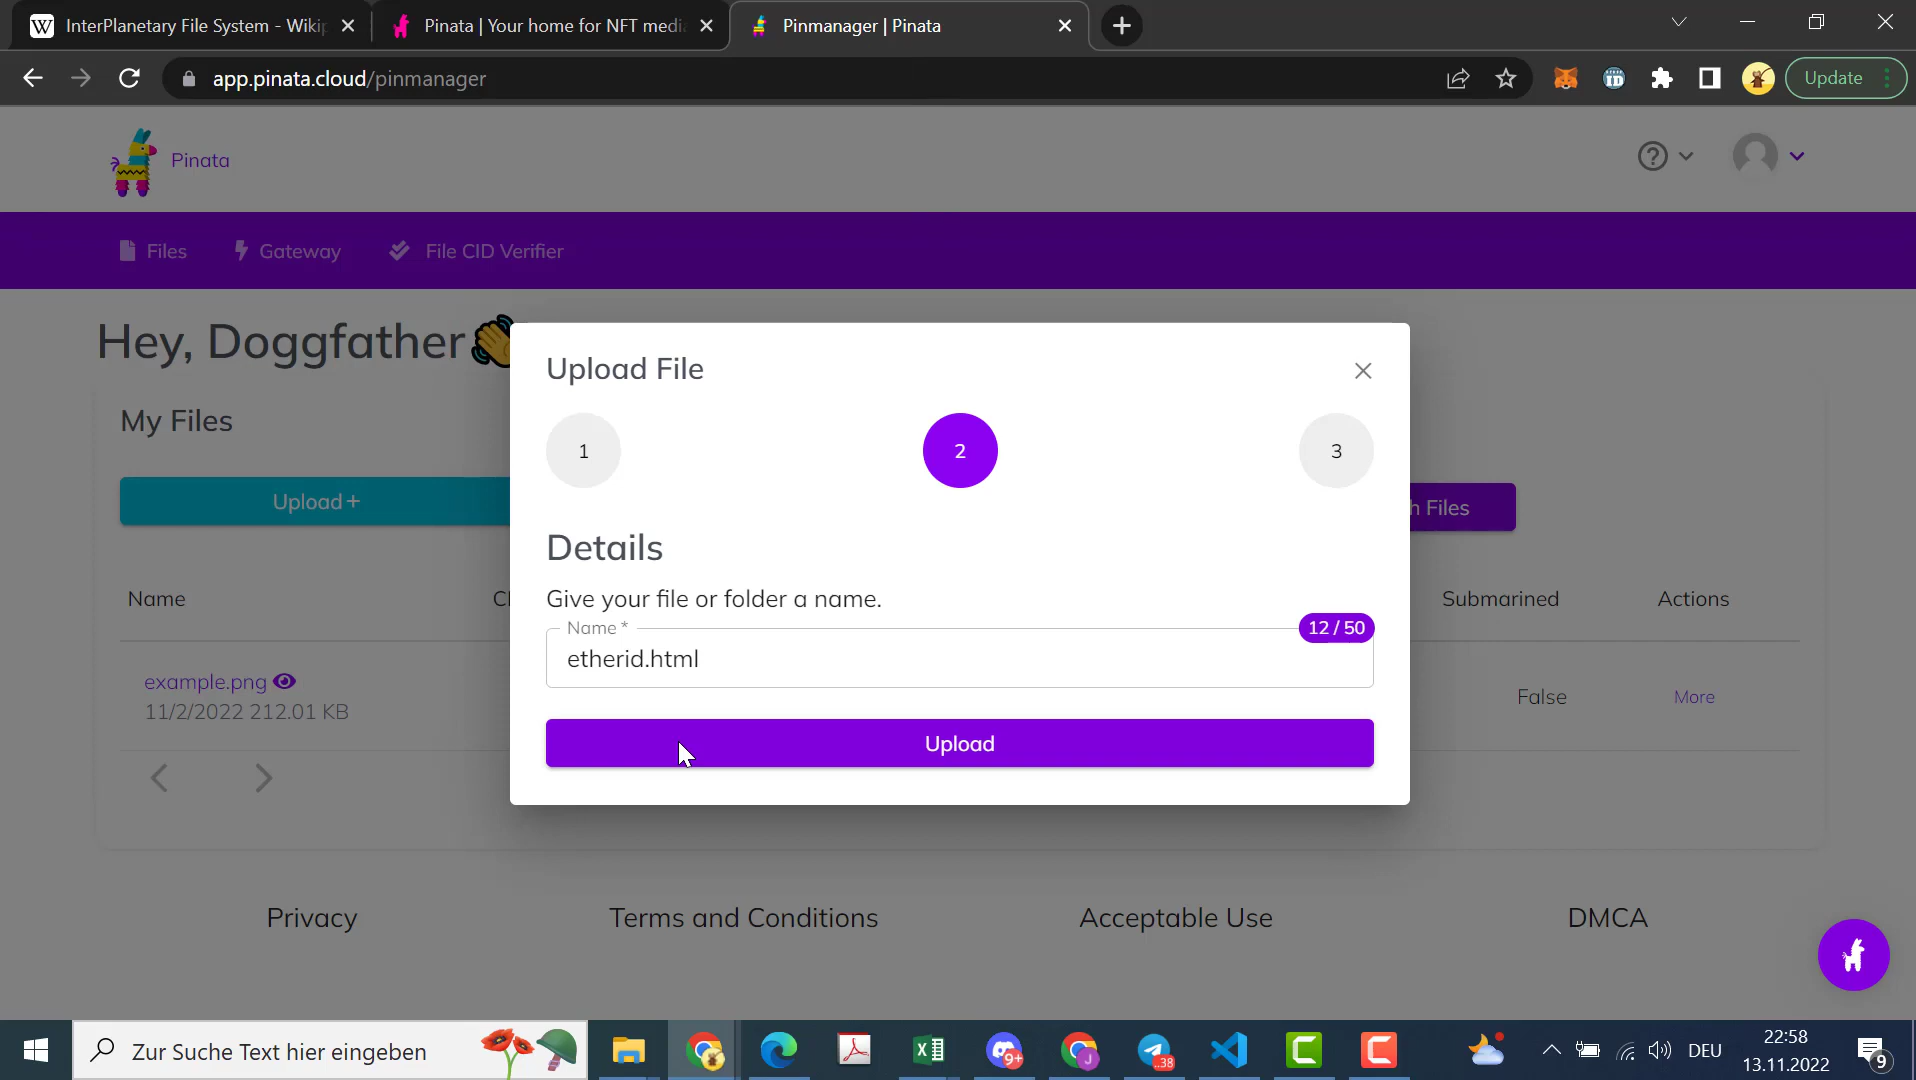 InterPlanetary File System - Wikip
Pinata | Your home for NFT medi
Pinmanager | Pinata
app.pinata.cloud/pinmanager
Update
Pinata
Files
Gateway
File CID Verifier
Hey, Doggfather
My Files
Upload+
Name
Submarined
Actions
example.png
11/2/2022 212.01 KB
False
More
h Files
Upload File
1
2
3
Details
Give your file or folder a name.
Name *
12 / 50
etherid.html
Upload
Privacy
Terms and Conditions
Acceptable Use
DMCA
Zur Suche Text hier eingeben
9+
J
..38
DEU
22:58
13.11.2022
9